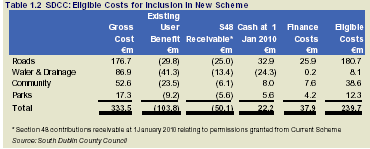 Table 1.2 SDCC: Eligible Costs for Inclusion in New Scheme
Gross Cost €m Existing User Benefit €m S48 Receivable* €m Cash at 1 Jan 2010 €m Finance Costs €m Eligible Costs €m
Roads 176.7 (29.8) (25.0) 32.9 25.9 180.7
Water & Drainage 86.9 (41.3) (13.4) (24.3) 0.2 8.1
Community 52.6 (23.5) (6.1) 8.0 7.6 38.6
Parks 17.3 (9.2) (5.6) 5.6 4.2 12.3
Total 333.5 (103.8) (50.1) 22.2 37.9 239.7
* Section 48 contributions receivable at 1 January 2010 relating to permissions granted from Current Scheme
Source: South Dublin County Council